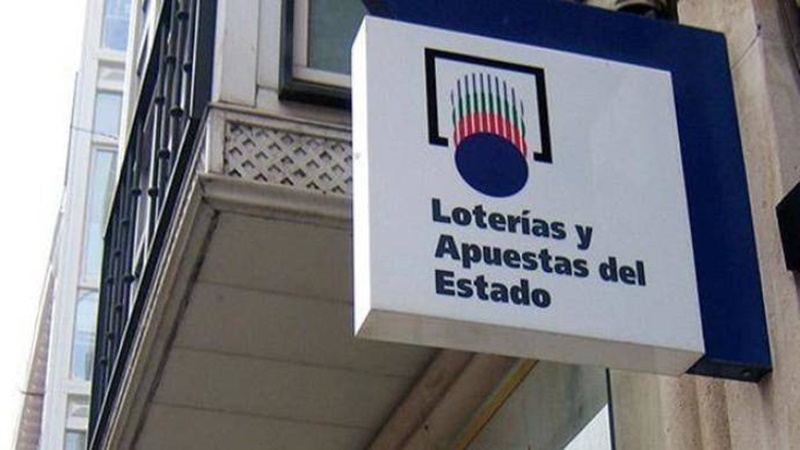 Loterías y
Apuestas del
Estado